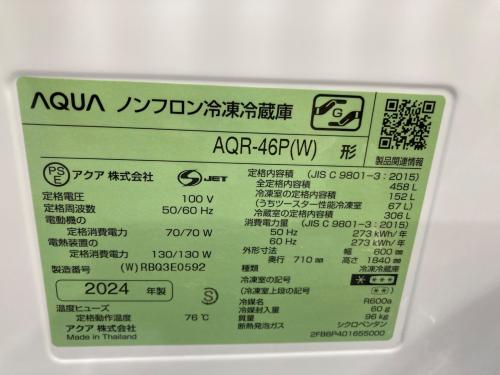 AQUA ノンフロン冷凍冷蔵庫
G
AQR-46P(W) 形
製品関連情報
PS
E
アクア 株式会社
S JET
定格電圧 100 V
定格周波数 50/60 Hz
電動機の
定格消費電力 70/70 W
電熱装置の
定格消費電力 130/130 W
製造番号 (W)RBQ3E0592
2024 年製
S
温度ヒューズ
定格動作温度 76℃
アクア 株式会社
Made in Thailand
定格内容積 (JIS C 9801-3:2015)
全定格内容積 458 L
冷凍室の定格内容積 152 L
(うちツースター性能冷凍室 67 L)
冷蔵室の定格内容積 306 L
消費電力量 (JIS C 9801-3:2015)
50 Hz 273 kWh/年
60 Hz 273 kWh/年
外形寸法 幅 600 mm
奥行 710 mm 高さ 1840 mm
種類 冷凍冷蔵庫
冷凍室の記号
(冷凍室上段の記号)
冷媒 R600a
冷媒封入量 60 g
質量 96 kg
断熱発泡ガス シクロペンタン
2FB6P401655000